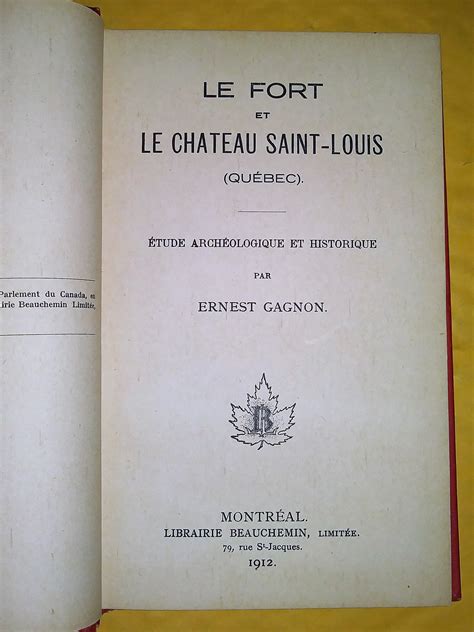 Parlement du Canada, en
irie Beauchemin Limitée,
LE FORT
ET
LE CHATEAU SAINT-LOUIS
(QUÉBEC).
ÉTUDE ARCHÉOLOGIQUE ET HISTORIQUE
PAR
ERNEST GAGNON.
B
MONTRÉAL.
LIBRAIRIE BEAUCHEMIN, LIMITÉE.
79, rue St-Jacques.
1912.